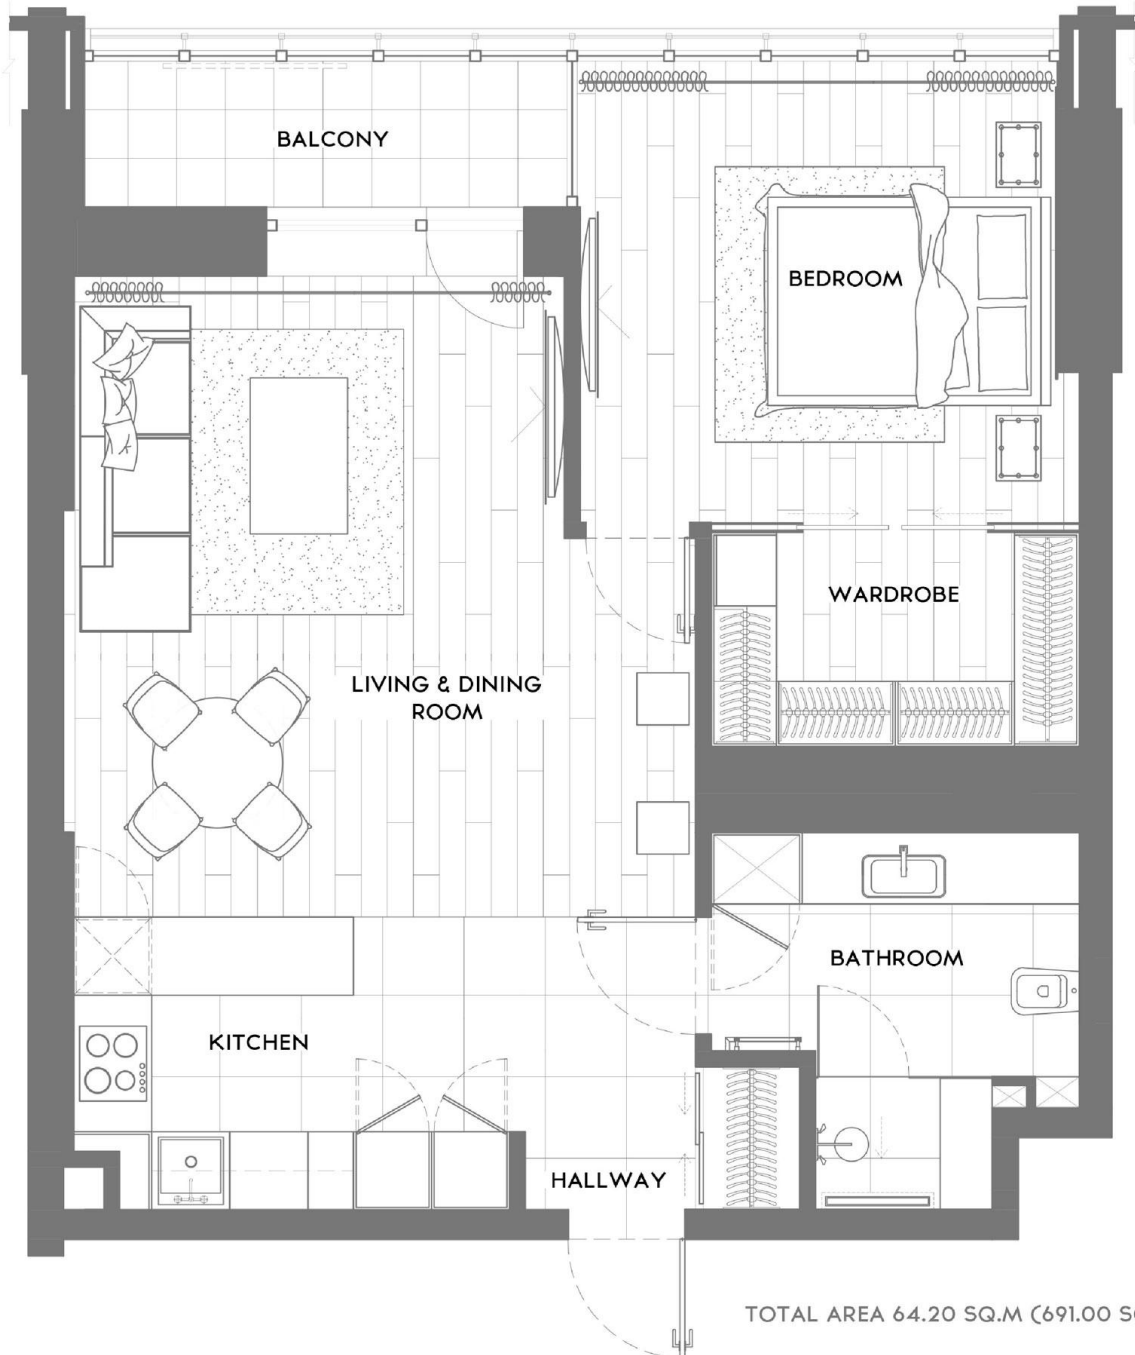 BALCONY
BEDROOM
WARDROBE
LIVING & DINING
ROOM
BATHROOM
KITCHEN
HALLWAY
TOTAL AREA 64.20 SQ.M (691.00